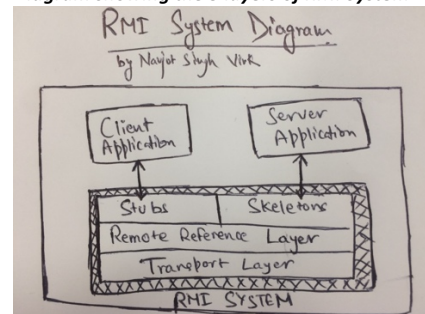 RMI System Diagram
by Navjot Singh Virk
Client
Application
Server
Application
Stubs
Skeletons
Remote Reference Layer
Transport Layer
RMI SYSTEM